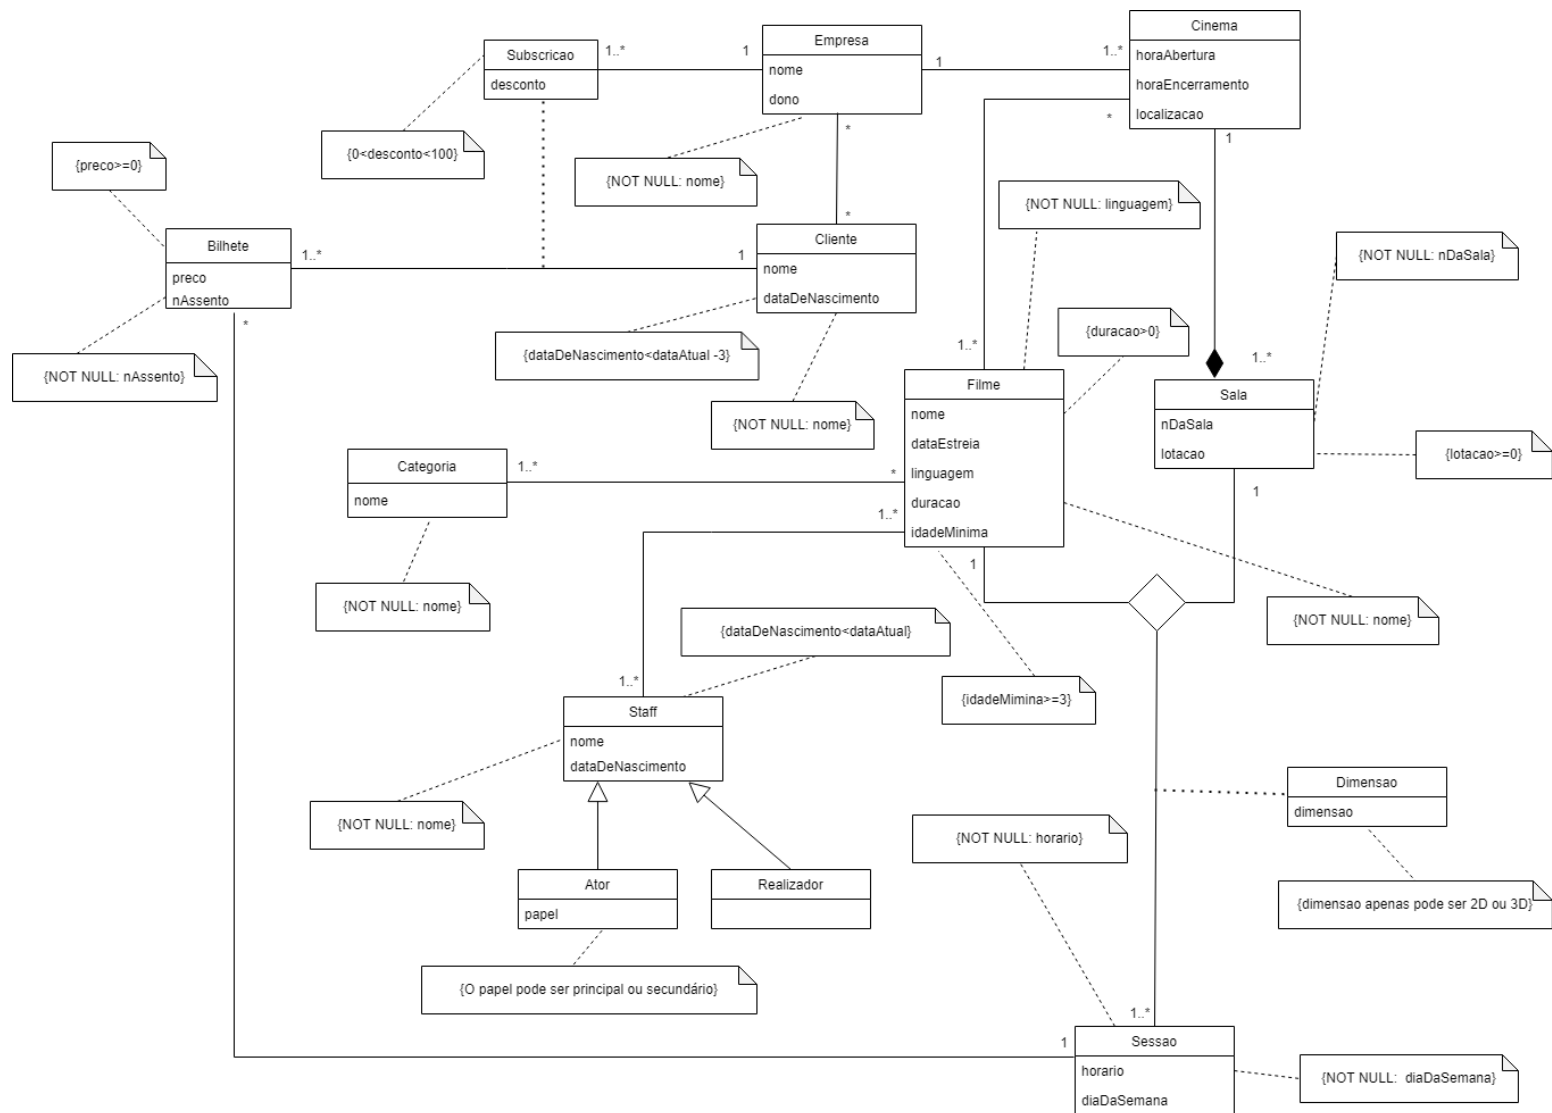 Cinema
horaAbertura
horaEncerramento
localizacao
Empresa
nome
dono
Subscricao
desconto
1..*
1
1
1..*
*
1
*
{0<desconto<100}
{preco>=0}
{NOT NULL: nome}
{NOT NULL: linguagem}
*
Bilhete
preco
nAssento
1..*
1
Cliente
nome
dataDeNascimento
{NOT NULL: nDaSala}
*
{dataDeNascimento<dataAtual -3}
{duracao>0}
1..*
1..*
{NOT NULL: nAssento}
Filme
nome
dataEstreia
linguagem
duracao
idadeMinima
Sala
nDaSala
lotacao
{NOT NULL: nome}
{lotacao>=0}
Categoria
nome
1..*
*
1
1..*
1
{NOT NULL: nome}
{NOT NULL: nome}
{dataDeNascimento<dataAtual}
1..*
{idadeMimina>=3}
Staff
nome
dataDeNascimento
{NOT NULL: nome}
Dimensao
dimensao
{NOT NULL: horario}
Ator
papel
Realizador
{dimensao apenas pode ser 2D ou 3D}
{O papel pode ser principal ou secundário}
1..*
1
Sessao
horario
diaDaSemana
{NOT NULL:  diaDaSemana}